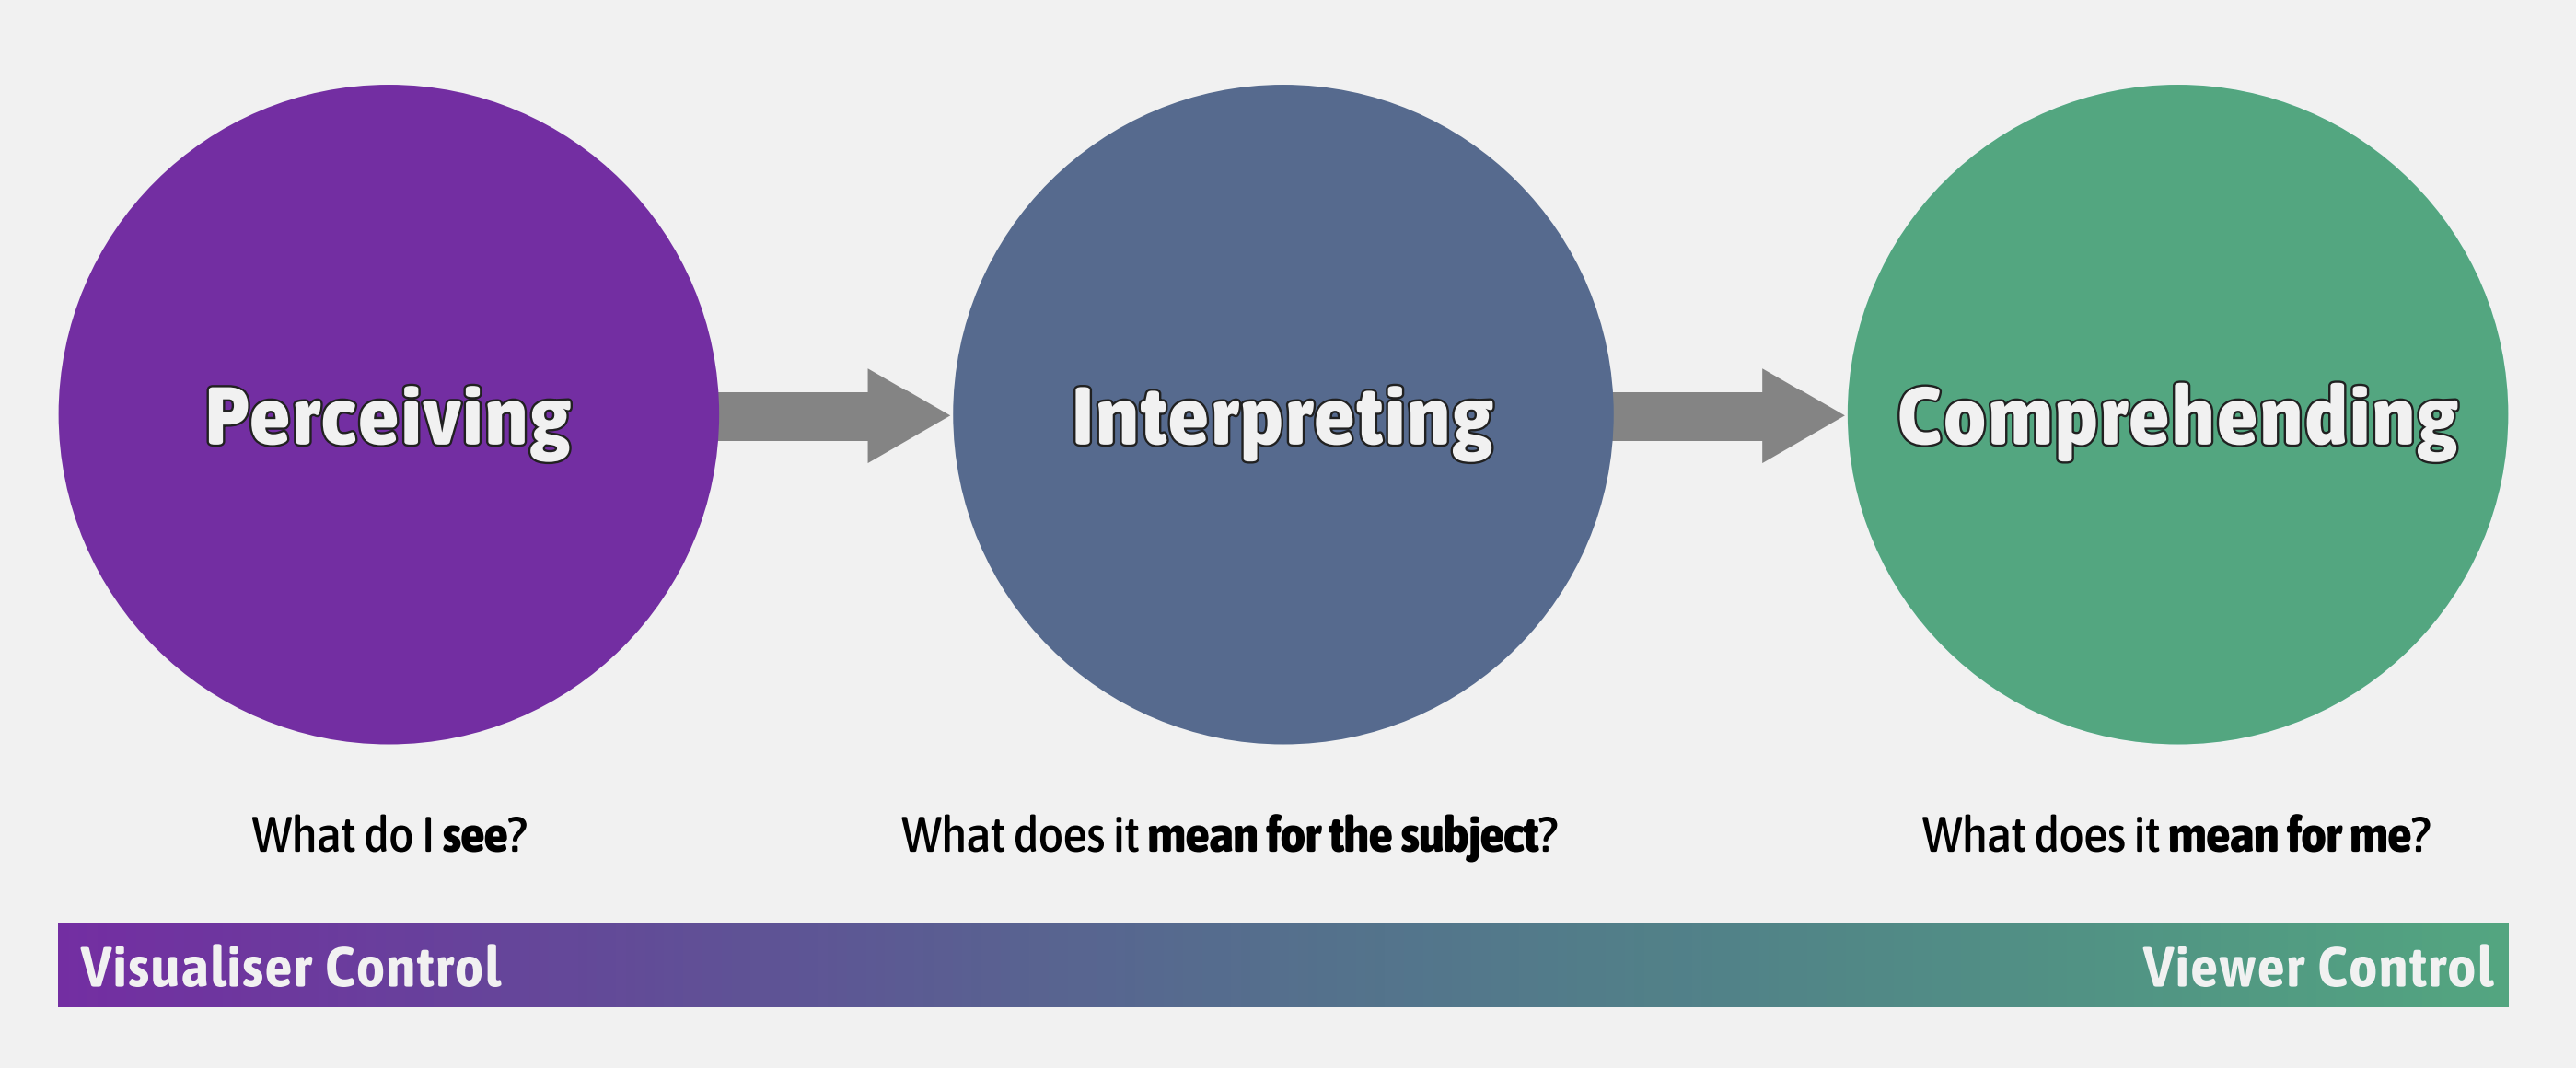 Perceiving
Interpreting
Comprehending
What do I see?
What does it mean for the subject?
What does it mean for me?
Visualiser Control
Viewer Control